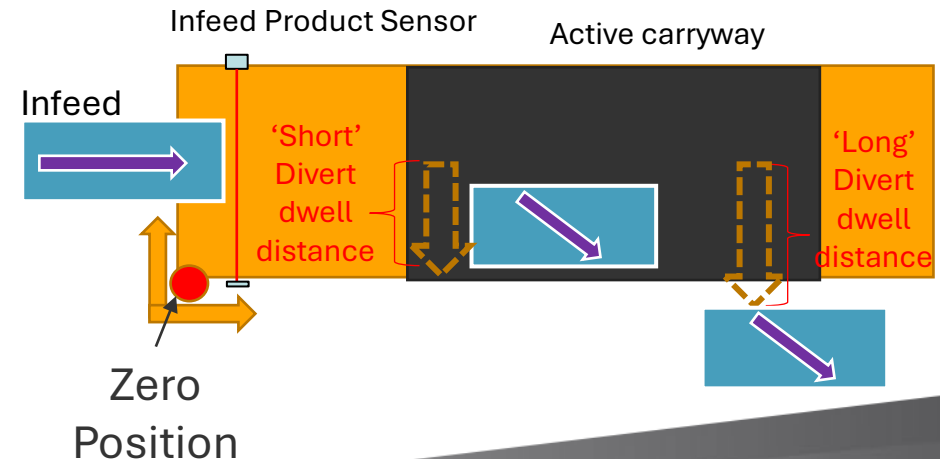 Infeed Product Sensor
Active carryway
Infeed
‘Short’
Divert
dwell
distance
‘Long’
Divert
dwell
distance
Zero
Position